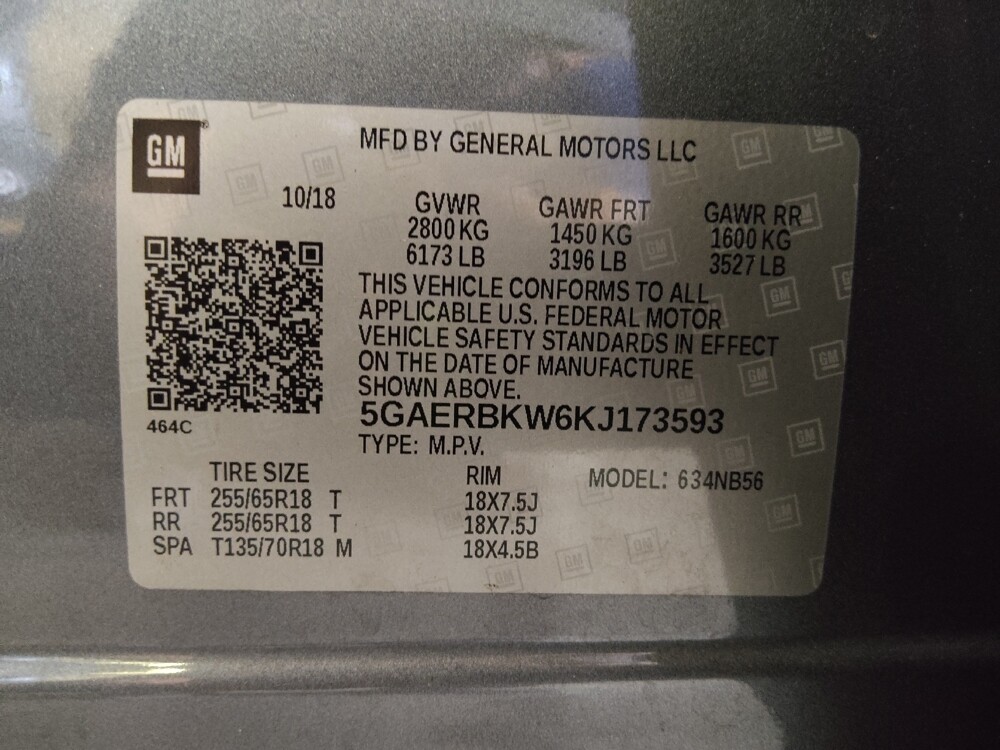 GM
MFD BY GENERAL MOTORS LLC
10/18
GVWR GAWR FRT GAWR RR
2800 KG 1450 KG 1600 KG
6173 LB 3196 LB 3527 LB
THIS VEHICLE CONFORMS TO ALL
APPLICABLE U.S. FEDERAL MOTOR
VEHICLE SAFETY STANDARDS IN EFFECT
ON THE DATE OF MANUFACTURE
SHOWN ABOVE.
464C
5GAERBKW6KJ173593
TYPE: M.P.V.
TIRE SIZE RIM MODEL: 634NB56
FRT 255/65R18 T 18X7.5J
RR 255/65R18 T 18X7.5J
SPA T135/70R18 M 18X4.5B